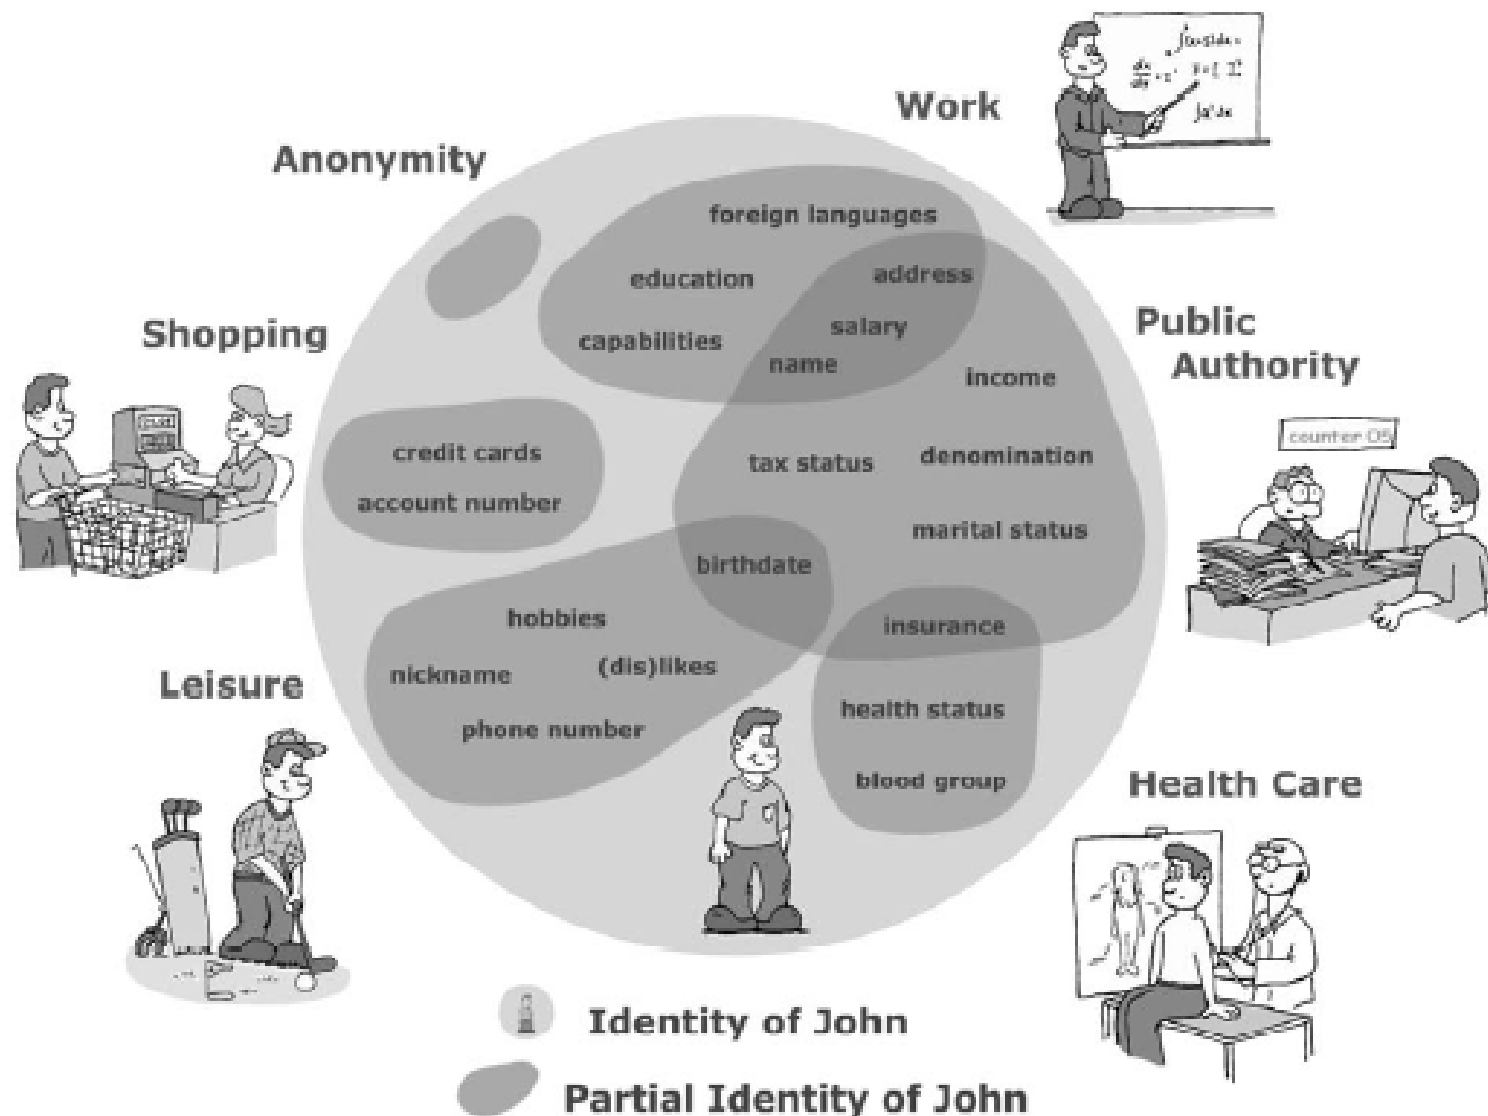 Work
Anonymity
foreign languages
address
education
salary
capabilities
name
Shopping
Public
Authority
income
credit cards
account number
tax status
denomination
counter 05
marital status
birthdate
insurance
hobbies
nickname
(dis)likes
phone number
Leisure
health status
blood group
Health Care
Identity of John
Partial Identity of John